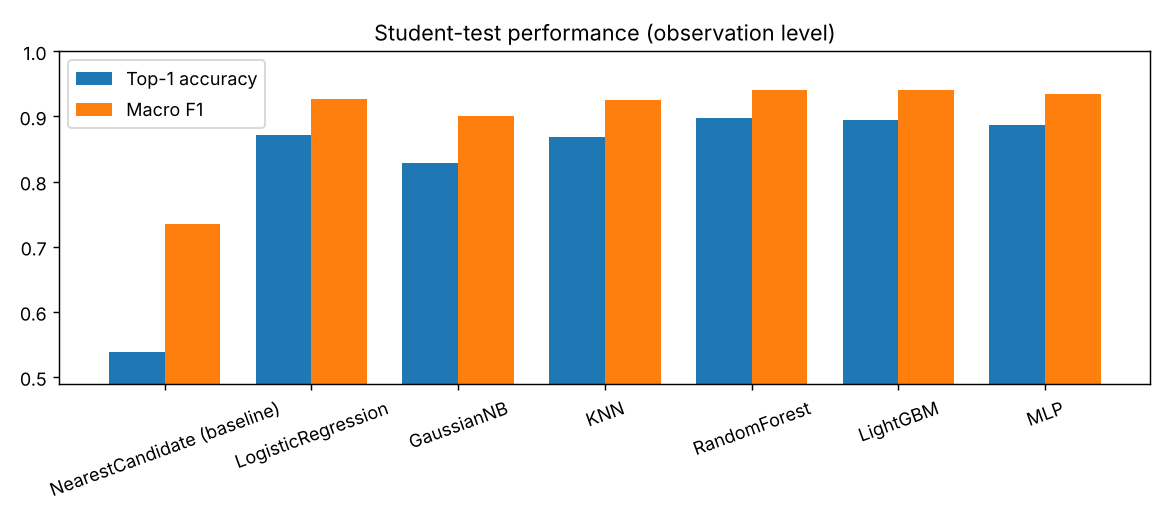 Student-test performance (observation level)
1.0
0.9
0.8
0.7
0.6
0.5
Top-1 accuracy
Macro F1
NearestCandidate (baseline)
LogisticRegression
GaussianNB
KNN
RandomForest
LightGBM
MLP